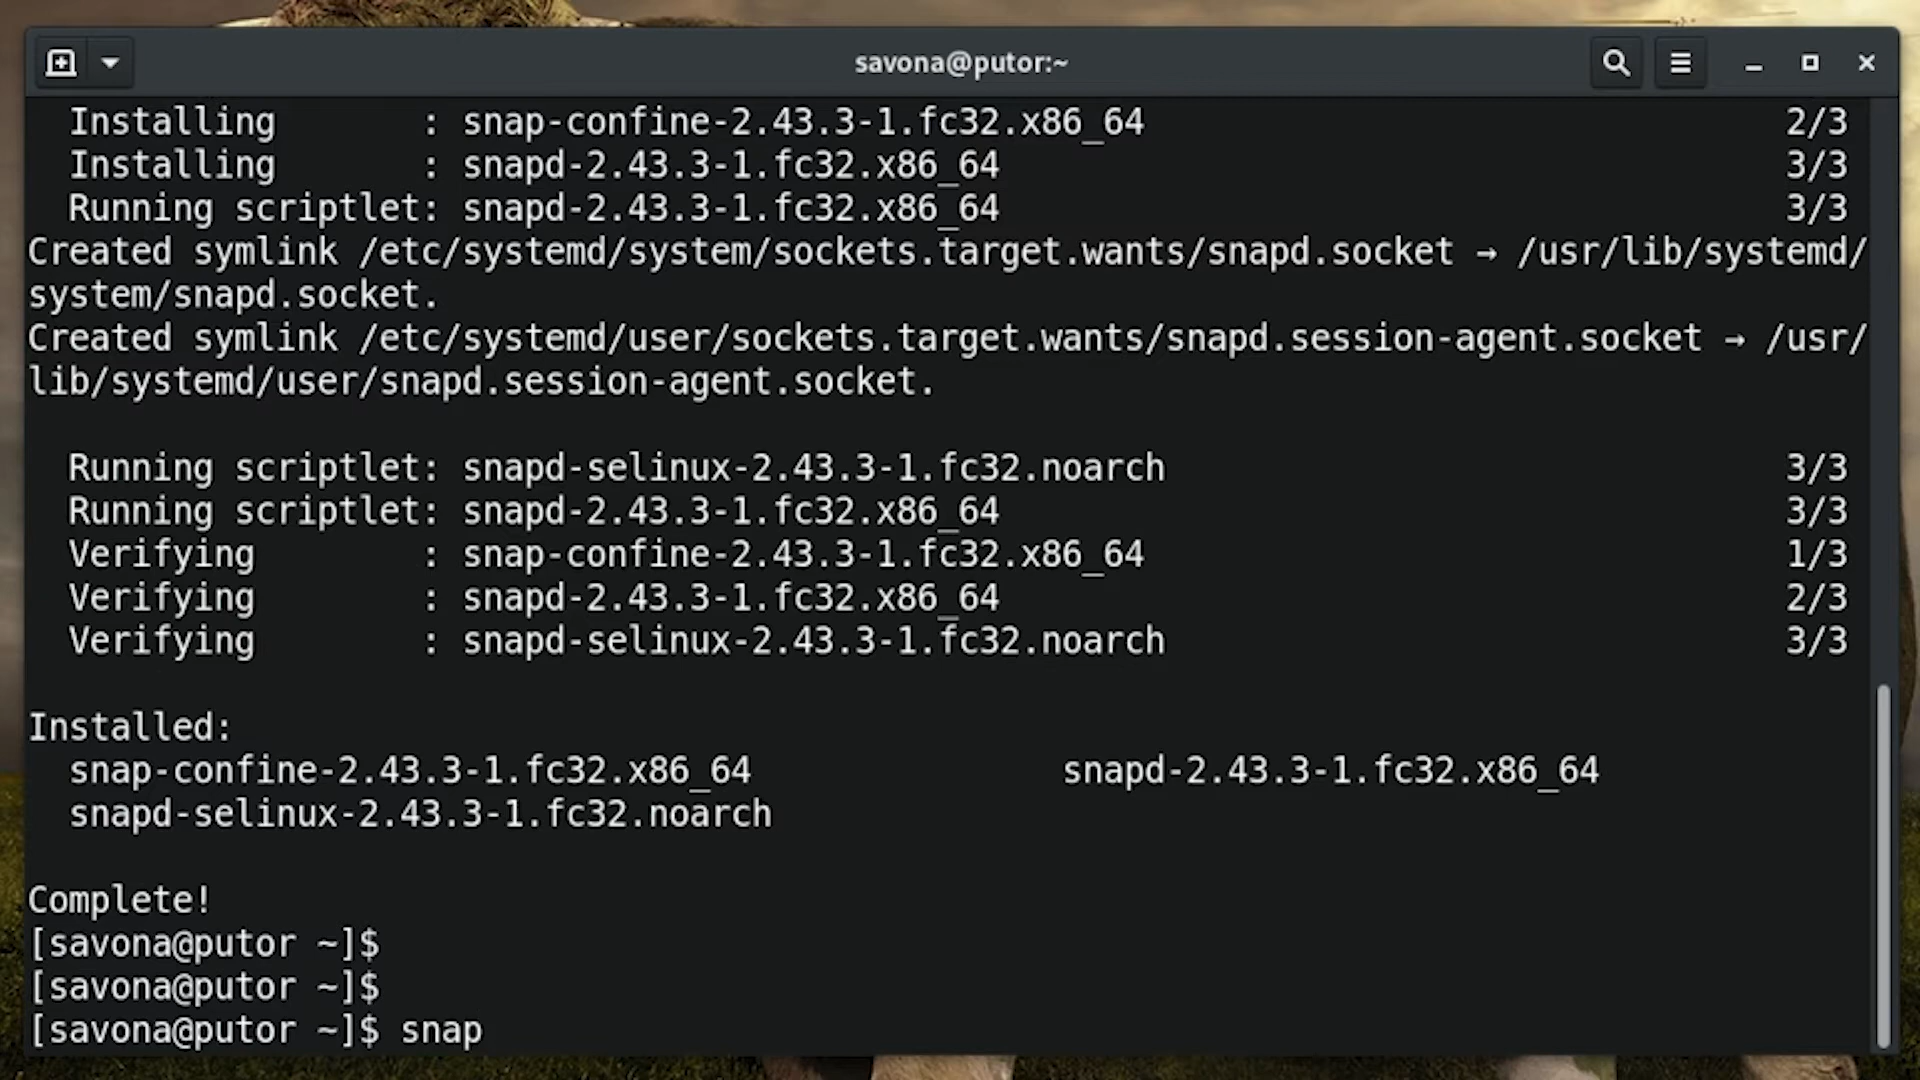 savona@putor:~
Installing : snap-confine-2.43.3-1.fc32.x86_64 2/3
Installing : snapd-2.43.3-1.fc32.x86_64 3/3
Running scriptlet: snapd-2.43.3-1.fc32.x86_64 3/3
Created symlink /etc/systemd/system/sockets.target.wants/snapd.socket → /usr/lib/systemd/
system/snapd.socket.
Created symlink /etc/systemd/user/sockets.target.wants/snapd.session-agent.socket → /usr/
lib/systemd/user/snapd.session-agent.socket.
Running scriptlet: snapd-selinux-2.43.3-1.fc32.noarch 3/3
Running scriptlet: snapd-2.43.3-1.fc32.x86_64 3/3
Verifying : snap-confine-2.43.3-1.fc32.x86_64 1/3
Verifying : snapd-2.43.3-1.fc32.x86_64 2/3
Verifying : snapd-selinux-2.43.3-1.fc32.noarch 3/3
Installed:
snap-confine-2.43.3-1.fc32.x86_64 snapd-2.43.3-1.fc32.x86_64
snapd-selinux-2.43.3-1.fc32.noarch
Complete!
[savona@putor ~]$
[savona@putor ~]$
[savona@putor ~]$ snap